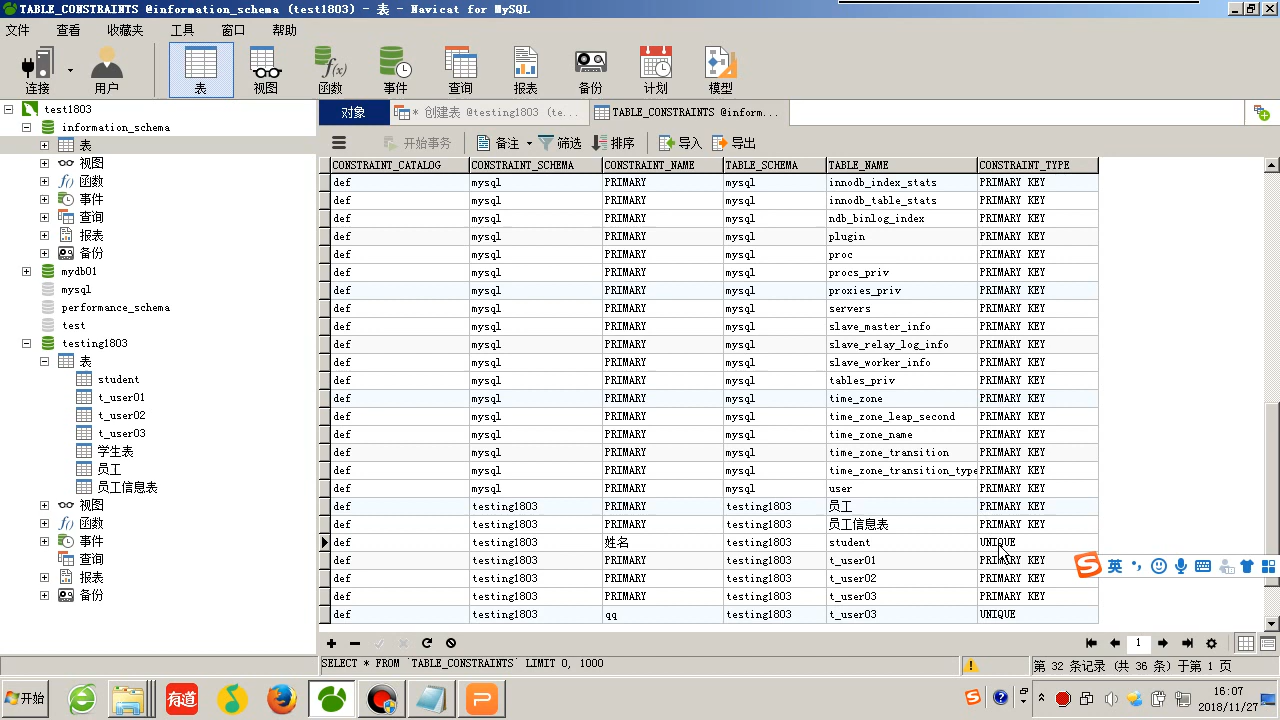 TABLE_CONSTRAINTS @information_schema (test1803) - 表 - Navicat for MySQL
文件 查看 收藏夹 工具 窗口 帮助
连接 用户 表 视图 函数 事件 查询 报表 备份 计划 模型
对象 * 创建表 @testing1803 (te... TABLE_CONSTRAINTS @inform...
开始事务 备注 筛选 排序 导入 导出
test1803
information_schema
表
视图
函数
事件
查询
报表
备份
mydb01
mysql
performance_schema
test
testing1803
表
student
t_user01
t_user02
t_user03
学生表
员工
员工信息表
视图
函数
事件
查询
报表
备份
CONSTRAINT_CATALOG CONSTRAINT_SCHEMA CONSTRAINT_NAME TABLE_SCHEMA TABLE_NAME CONSTRAINT_TYPE
def mysql PRIMARY mysql innodb_index_stats PRIMARY KEY
def mysql PRIMARY mysql innodb_table_stats PRIMARY KEY
def mysql PRIMARY mysql ndb_binlog_index PRIMARY KEY
def mysql PRIMARY mysql plugin PRIMARY KEY
def mysql PRIMARY mysql proc PRIMARY KEY
def mysql PRIMARY mysql procs_priv PRIMARY KEY
def mysql PRIMARY mysql proxies_priv PRIMARY KEY
def mysql PRIMARY mysql servers PRIMARY KEY
def mysql PRIMARY mysql slave_master_info PRIMARY KEY
def mysql PRIMARY mysql slave_relay_log_info PRIMARY KEY
def mysql PRIMARY mysql slave_worker_info PRIMARY KEY
def mysql PRIMARY mysql tables_priv PRIMARY KEY
def mysql PRIMARY mysql time_zone PRIMARY KEY
def mysql PRIMARY mysql time_zone_leap_second PRIMARY KEY
def mysql PRIMARY mysql time_zone_name PRIMARY KEY
def mysql PRIMARY mysql time_zone_transition PRIMARY KEY
def mysql PRIMARY mysql time_zone_transition_type PRIMARY KEY
def mysql PRIMARY mysql user PRIMARY KEY
def testing1803 PRIMARY testing1803 员工 PRIMARY KEY
def testing1803 PRIMARY testing1803 员工信息表 PRIMARY KEY
def testing1803 姓名 testing1803 student UNIQUE
def testing1803 PRIMARY testing1803 t_user01 PRIMARY KEY
def testing1803 PRIMARY testing1803 t_user02 PRIMARY KEY
def testing1803 PRIMARY testing1803 t_user03 PRIMARY KEY
def testing1803 qq testing1803 t_user03 UNIQUE
英
1
SELECT * FROM `TABLE_CONSTRAINTS` LIMIT 0, 1000
第 32 条记录 (共 36 条) 于第 1 页
开始 有道
16:07
2018/11/27